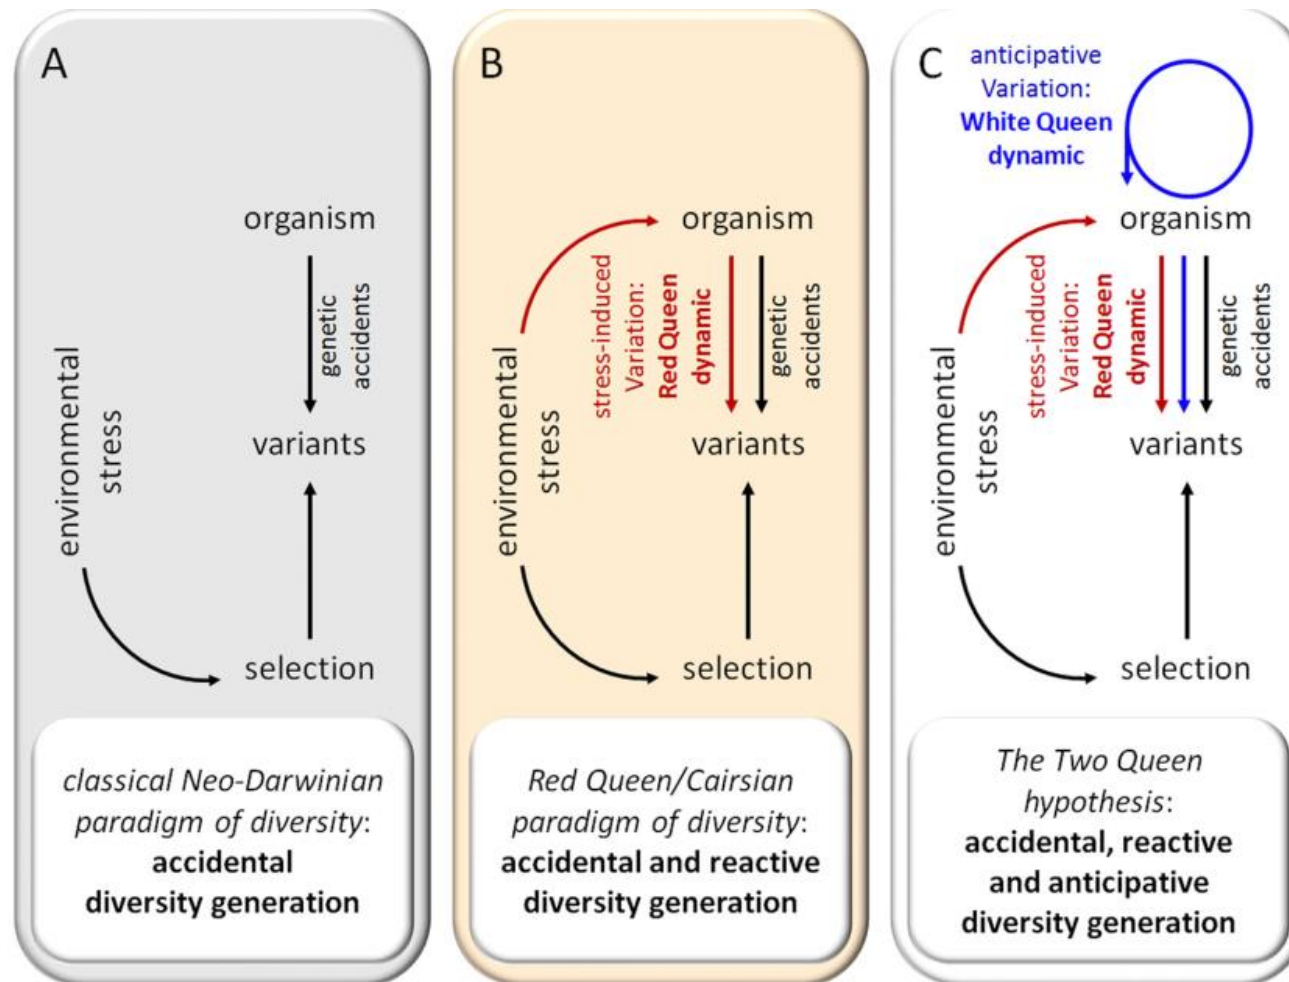 A
organism
genetic
accidents
environmental
stress
variants
selection
classical Neo-Darwinian
paradigm of diversity:
accidental
diversity generation
B
organism
stress-induced
Variation:
Red Queen
dynamic
genetic
accidents
environmental
stress
variants
selection
Red Queen/Cairsian
paradigm of diversity:
accidental and reactive
diversity generation
C
anticipative
Variation:
White Queen
dynamic
organism
stress-induced
Variation:
Red Queen
dynamic
genetic
accidents
environmental
stress
variants
selection
The Two Queen
hypothesis:
accidental, reactive
and anticipative
diversity generation